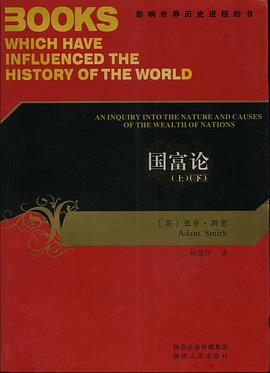 BOOKS
影响世界历史进程的书
WHICH HAVE
INFLUENCED THE
HISTORY OF THE WORLD
AN INQUIRY INTO THE NATURE AND CAUSES
OF THE WEALTH OF NATIONS
国富论
(上)(下)
[英]亚当·斯密
Adam Smith
译
陕西出版传媒集团
陕西人民出版社